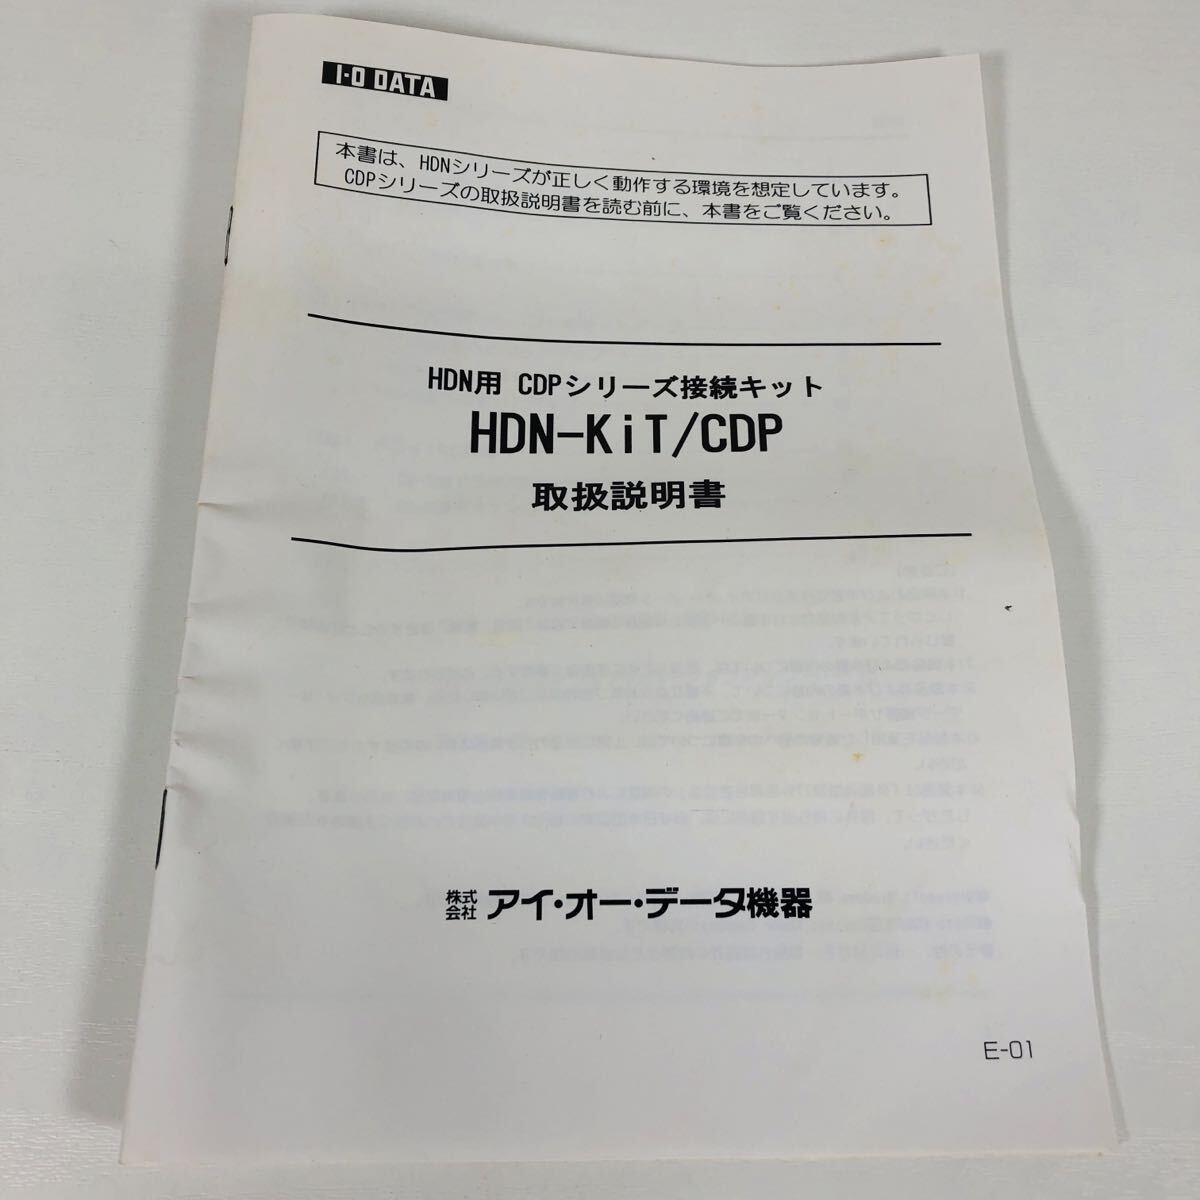 I-O DATA
本書は、HDNシリーズが正しく動作する環境を想定しています。
CDPシリーズの取扱説明書を読む前に、本書をご覧ください。
HDN用 CDPシリーズ接続キット
HDN-KiT/CDP
取扱説明書
株式会社 アイ・オー・データ機器
E-01